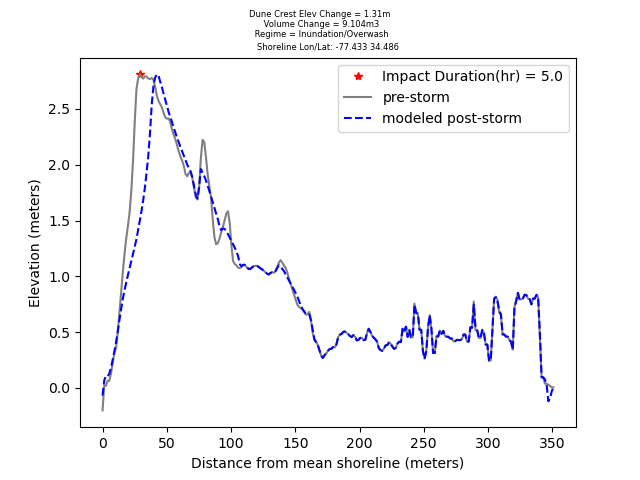 Dune Crest Elev Change = 1.31m
Volume Change = 9.104m3
Regime = Inundation/Overwash
Shoreline Lon/Lat: -77.433 34.486
Impact Duration(hr) = 5.0
pre-storm
modeled post-storm
Elevation (meters)
2.5
2.0
1.5
1.0
0.5
0.0
0 50 100 150 200 250 300 350
Distance from mean shoreline (meters)